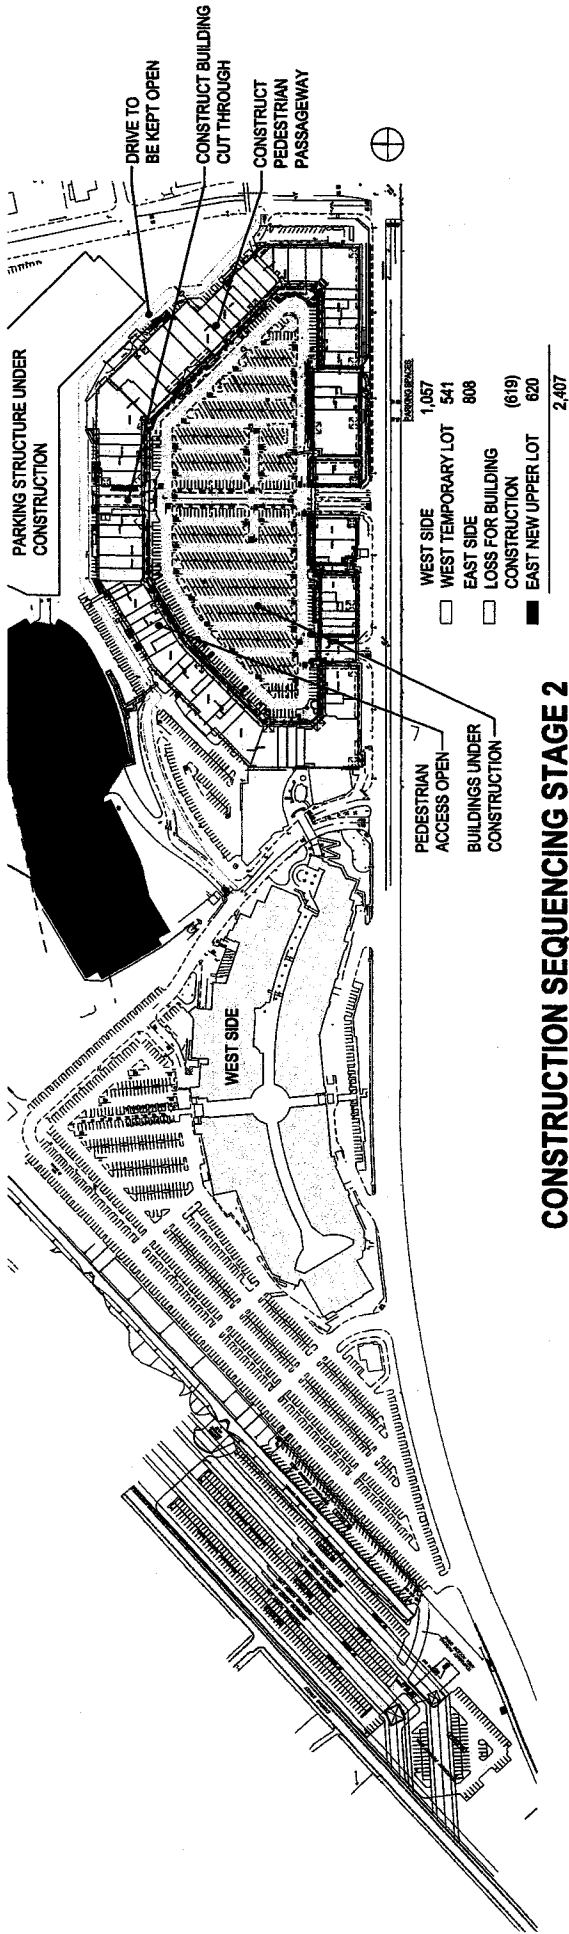 PARKING STRUCTURE UNDER
CONSTRUCTION
DRIVE TO
BE KEPT OPEN
CONSTRUCT BUILDING
CUT THROUGH
CONSTRUCT
PEDESTRIAN
PASSAGEWAY
WEST SIDE
PEDESTRIAN
ACCESS OPEN
BUILDINGS UNDER
CONSTRUCTION
PARKING SPACES
WEST SIDE 1,057
WEST TEMPORARY LOT 541
EAST SIDE 808
LOSS FOR BUILDING
CONSTRUCTION (619)
EAST NEW UPPER LOT 620
2,407
CONSTRUCTION SEQUENCING STAGE 2